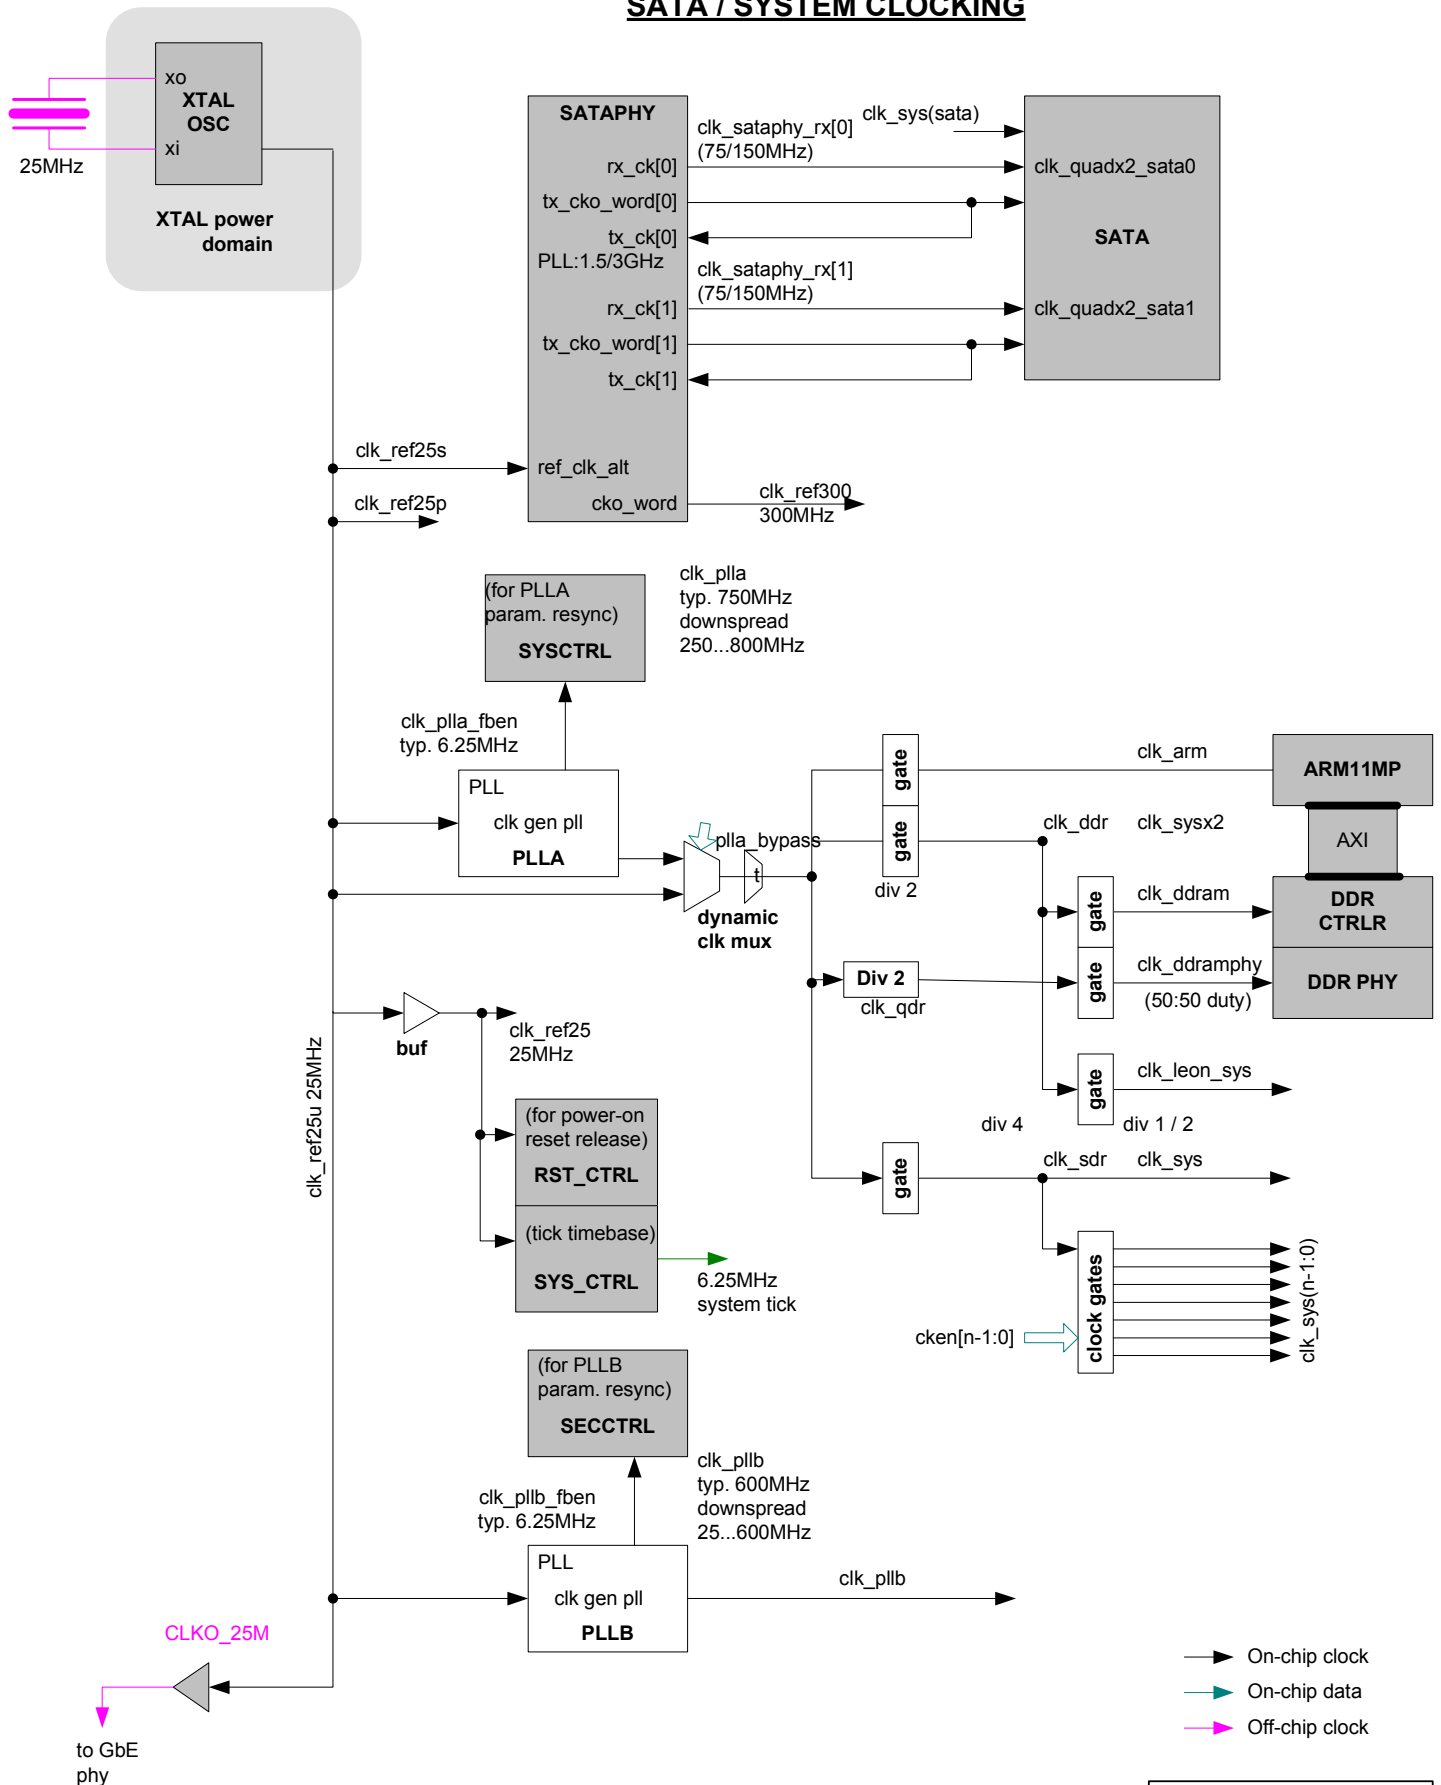 SATA / SYSTEM CLOCKING
xo
XTAL
OSC
xi
25MHz
XTAL power
domain
SATAPHY
rx_ck[0]
tx_cko_word[0]
tx_ck[0]
PLL:1.5/3GHz
rx_ck[1]
tx_cko_word[1]
tx_ck[1]
ref_clk_alt
cko_word
clk_sataphy_rx[0]
(75/150MHz)
clk_sys(sata)
clk_sataphy_rx[1]
(75/150MHz)
clk_quadx2_sata0
SATA
clk_quadx2_sata1
clk_ref25s
clk_ref25p
clk_ref300
300MHz
(for PLLA
param. resync)
SYSCTRL
clk_plla
typ. 750MHz
downspread
250...800MHz
clk_plla_fben
typ. 6.25MHz
PLL
clk gen pll
PLLA
plla_bypass
t
dynamic
clk mux
gate
gate
div 2
clk_arm
ARM11MP
AXI
clk_ddr
clk_sysx2
gate
clk_ddram
DDR
CTRLR
Div 2
clk_qdr
gate
clk_ddramphy
(50:50 duty)
DDR PHY
buf
clk_ref25
25MHz
clk_ref25u 25MHz
gate
clk_leon_sys
div 4
div 1 / 2
(for power-on
reset release)
RST_CTRL
(tick timebase)
SYS_CTRL
6.25MHz
system tick
gate
clk_sdr
clk_sys
cken[n-1:0]
clock gates
clk_sys(n-1:0)
(for PLLB
param. resync)
SECCTRL
clk_pllb
typ. 600MHz
downspread
25...600MHz
clk_pllb_fben
typ. 6.25MHz
PLL
clk gen pll
PLLB
clk_pllb
CLKO_25M
to GbE
phy
On-chip clock
On-chip data
Off-chip clock